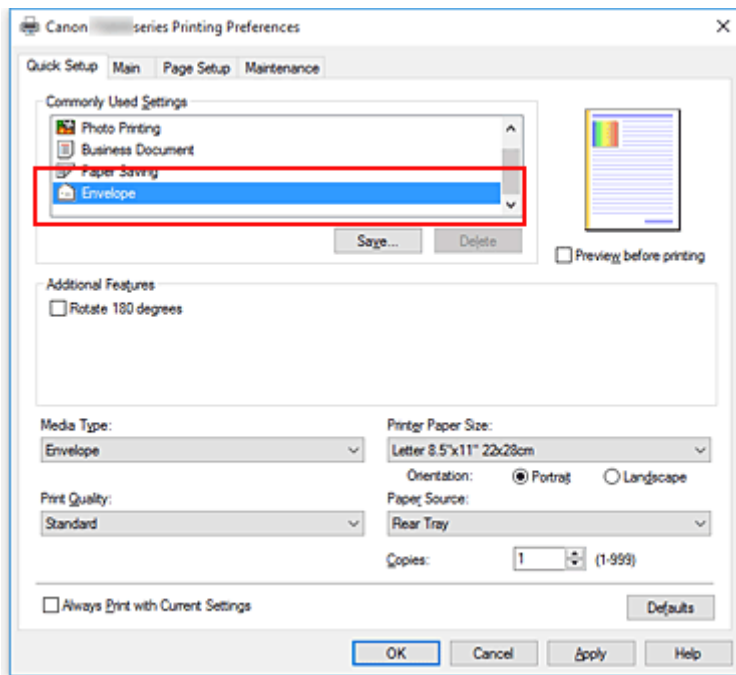 Canon series Printing Preferences
Quick Setup Main Page Setup Maintenance
Commonly Used Settings
Photo Printing
Business Document
Paper Saving
Envelope
Save... Delete
Preview before printing
Additional Features
Rotate 180 degrees
Media Type: Printer Paper Size:
Envelope Letter 8.5"x11" 22x28cm
Orientation: Portrait Landscape
Print Quality: Paper Source:
Standard Rear Tray
Copies: 1 (1-999)
Always Print with Current Settings Defaults
OK Cancel Apply Help